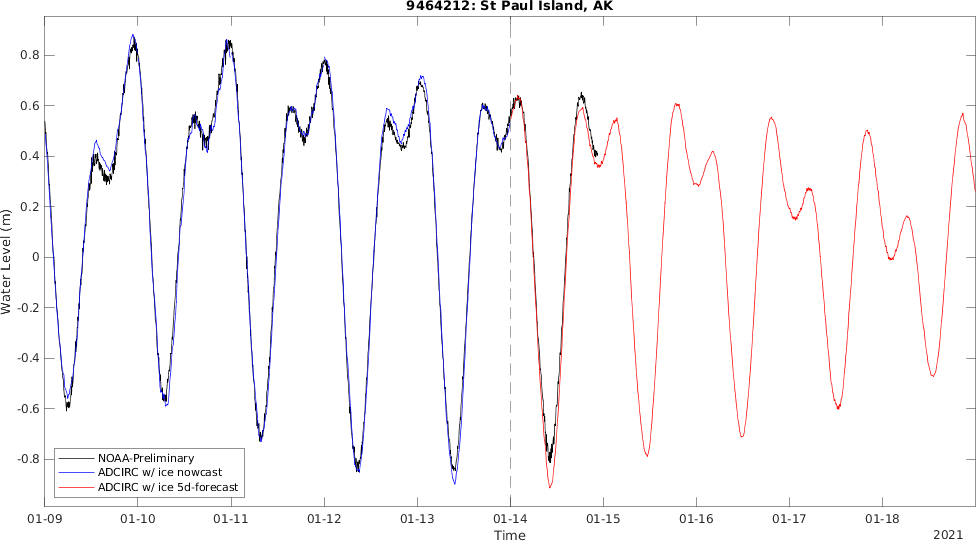 9464212: St Paul Island, AK
0.8
0.6
0.4
0.2
0
-0.2
-0.4
-0.6
-0.8
Water Level (m)
NOAA-Preliminary
ADCIRC w/ ice nowcast
ADCIRC w/ ice 5d-forecast
01-09 01-10 01-11 01-12 01-13 01-14 01-15 01-16 01-17 01-18
Time
2021